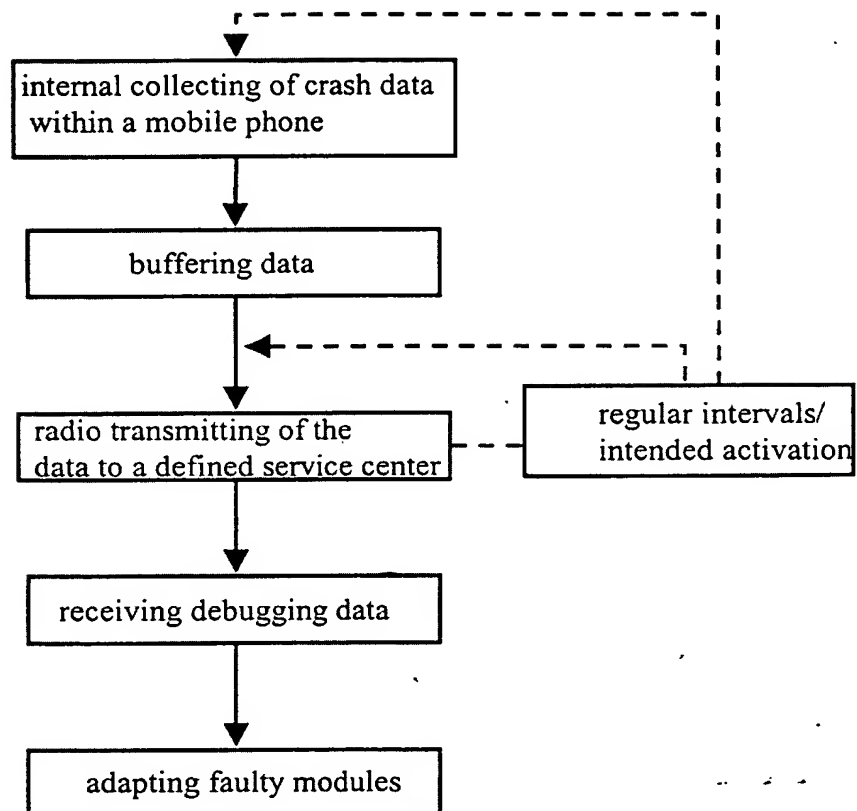 internal collecting of crash data
within a mobile phone
buffering data
radio transmitting of the
data to a defined service center
regular intervals/
intended activation
receiving debugging data
adapting faulty modules